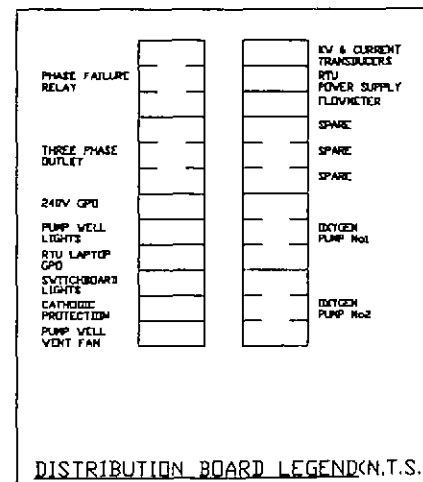 PHASE FAILURE
RELAY
THREE PHASE
OUTLET
240V GPO
PUMP WELL
LIGHTS
RTU LAPTOP
GPO
SWITCHBOARD
LIGHTS
CATHODIC
PROTECTION
PUMP WELL
VENT FAN
KW & CURRENT
TRANSDUCERS
RTU
POWER SUPPLY
FLOWMETER
SPARE
SPARE
SPARE
OXYGEN
PUMP No1
OXYGEN
PUMP No2
DISTRIBUTION BOARD LEGEND(N.T.S.